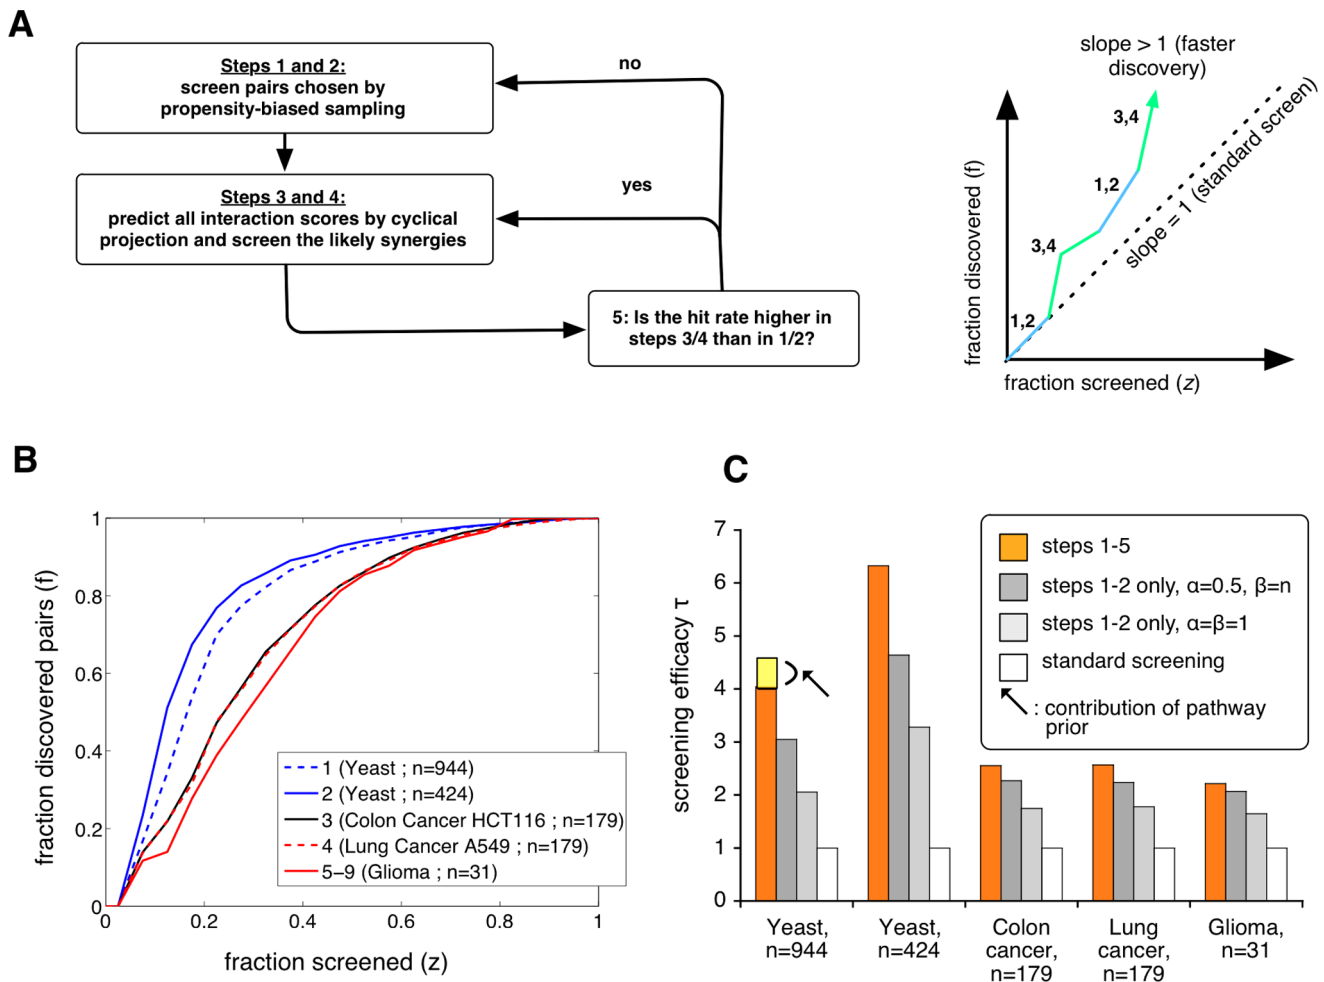 A
Steps 1 and 2:
screen pairs chosen by
propensity-biased sampling
no
Steps 3 and 4:
predict all interaction scores by cyclical
projection and screen the likely synergies
yes
5: Is the hit rate higher in
steps 3/4 than in 1/2?
slope > 1 (faster
discovery)
3,4
1,2
3,4
1,2
slope = 1 (standard screen)
fraction discovered (f)
fraction screened (z)
B
1
0.8
0.6
0.4
0.2
0
0
0.2
0.4
0.6
0.8
1
fraction discovered pairs (f)
fraction screened (z)
1 (Yeast ; n=944)
2 (Yeast ; n=424)
3 (Colon Cancer HCT116 ; n=179)
4 (Lung Cancer A549 ; n=179)
5–9 (Glioma ; n=31)
C
7
6
5
4
3
2
1
0
screening efficacy τ
steps 1-5
steps 1-2 only, α=0.5, β=n
steps 1-2 only, α=β=1
standard screening
: contribution of pathway
prior
Yeast,
n=944
Yeast,
n=424
Colon
cancer,
n=179
Lung
cancer,
n=179
Glioma,
n=31